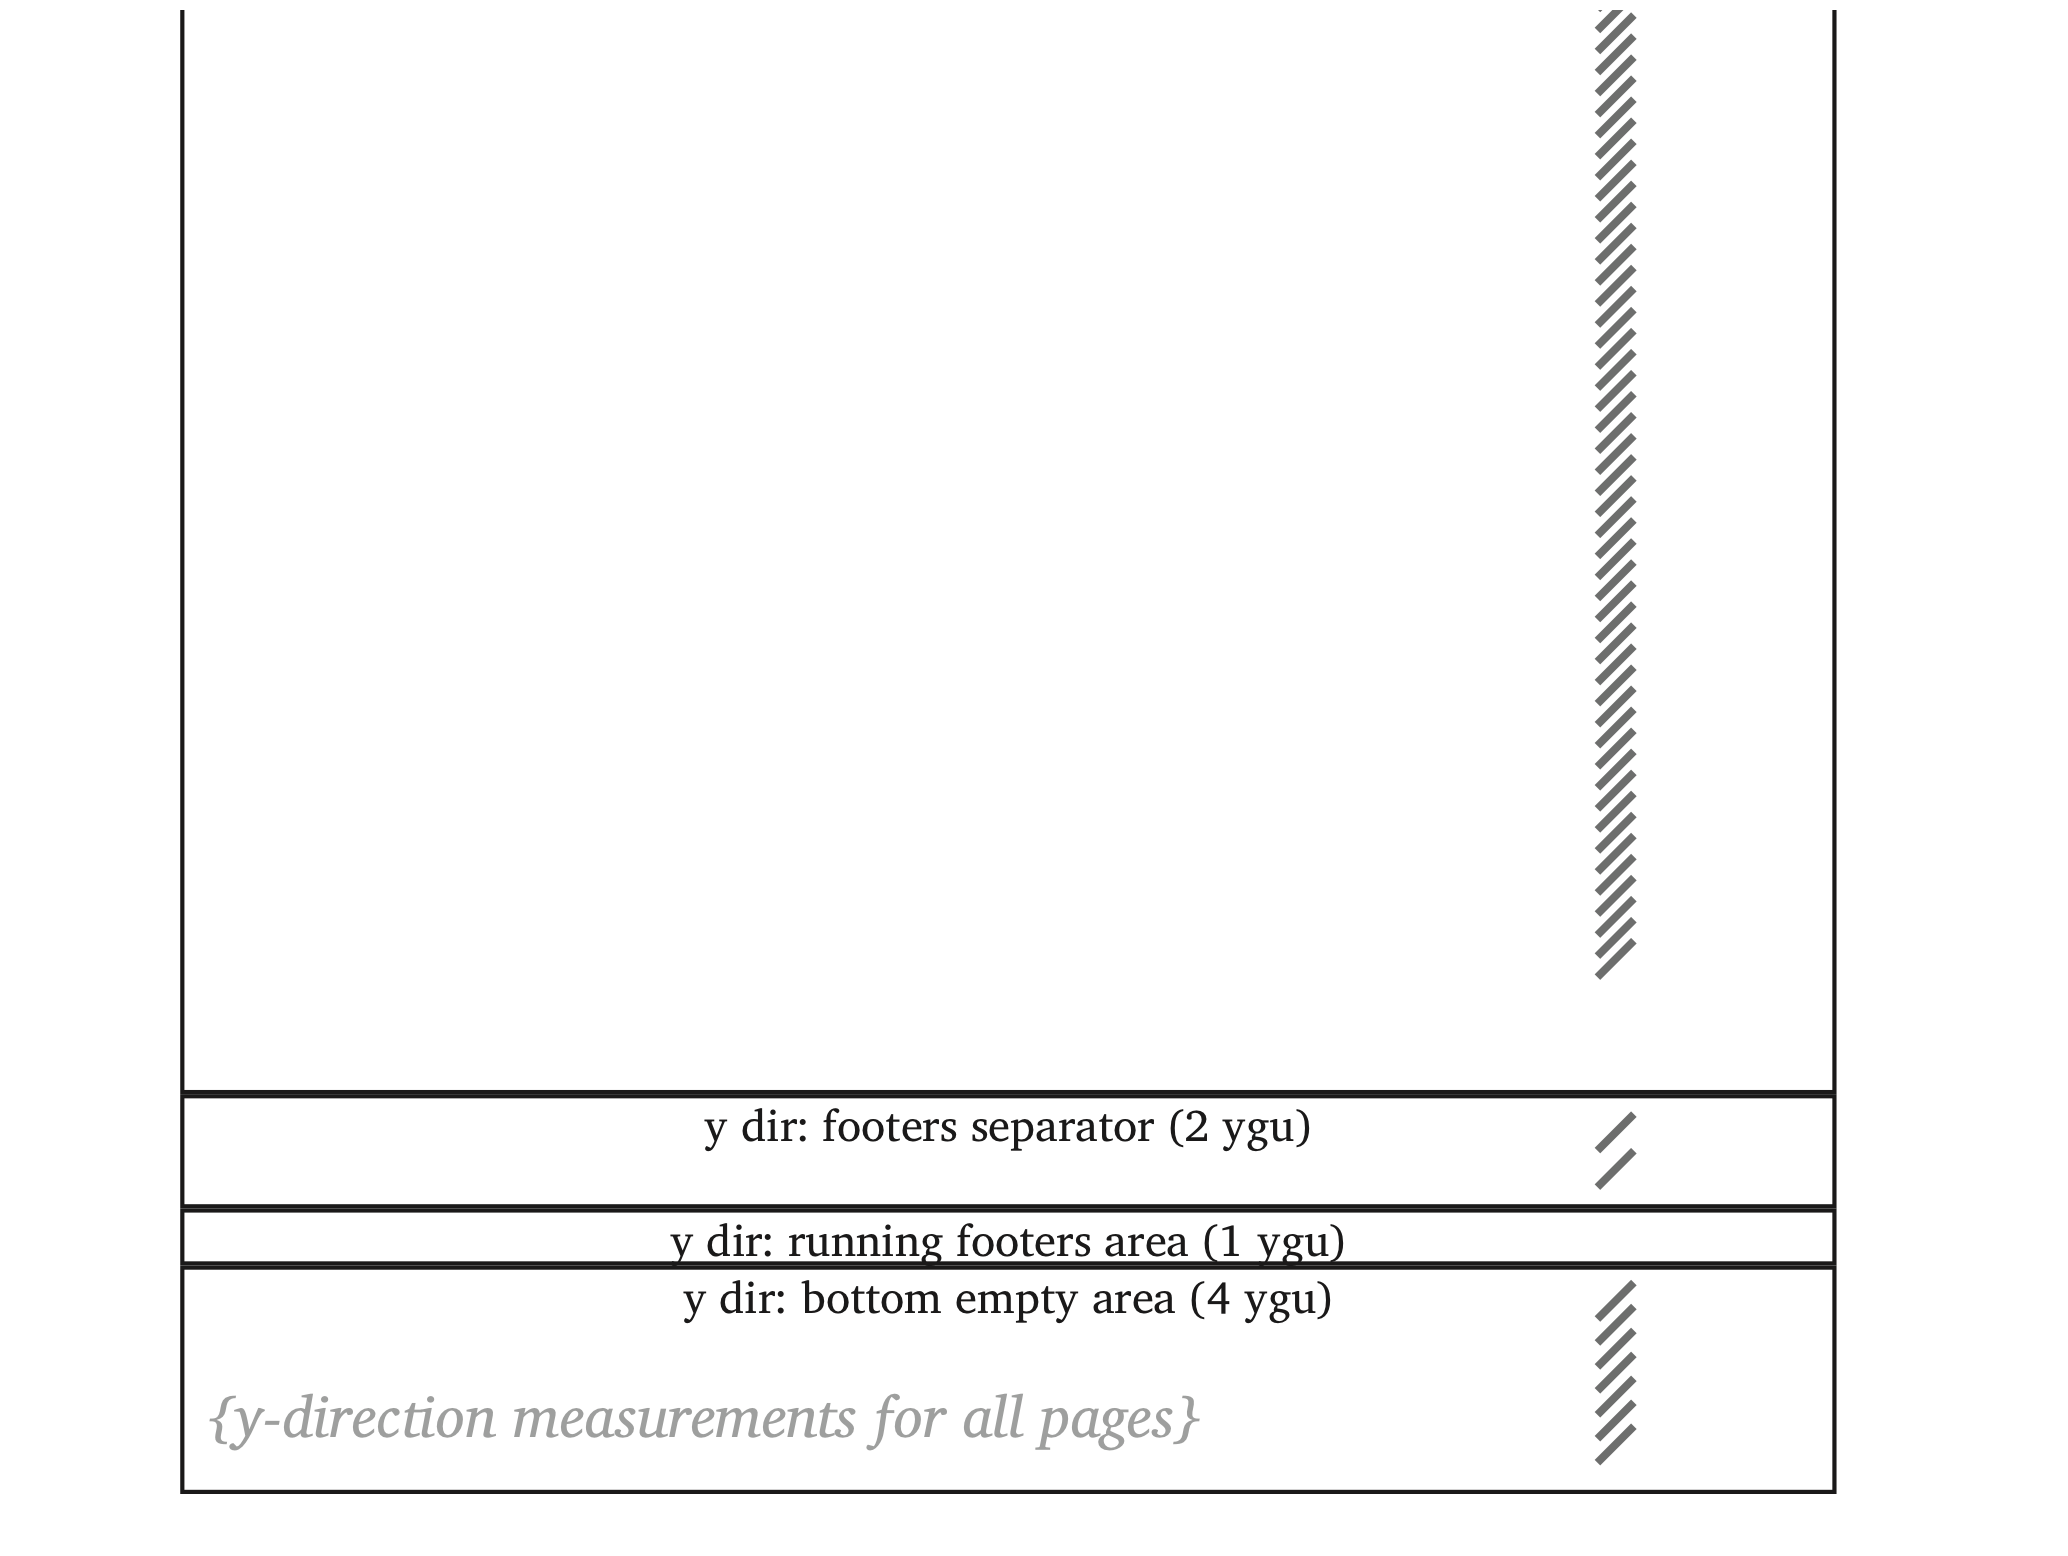 y dir: footers separator (2 ygu)
y dir: running footers area (1 ygu)
y dir: bottom empty area (4 ygu)
{y-direction measurements for all pages}